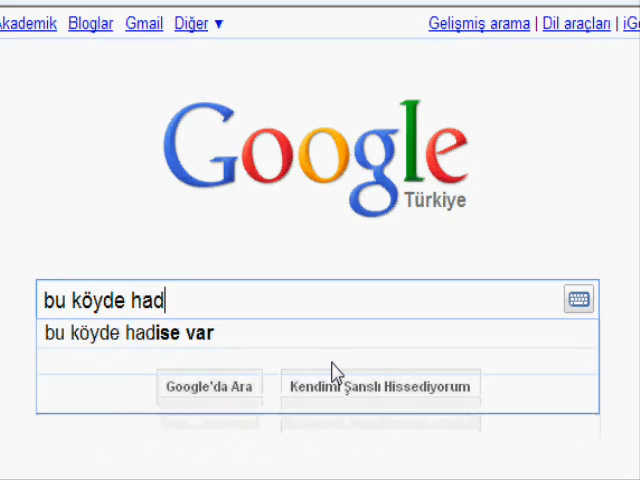 Akademik Bloglar Gmail Diğer ▼ Gelişmiş arama | Dil araçları |
Google
Türkiye
bu köyde had
bu köyde hadise var
Google'da Ara Kendimi Şanslı Hissediyorum